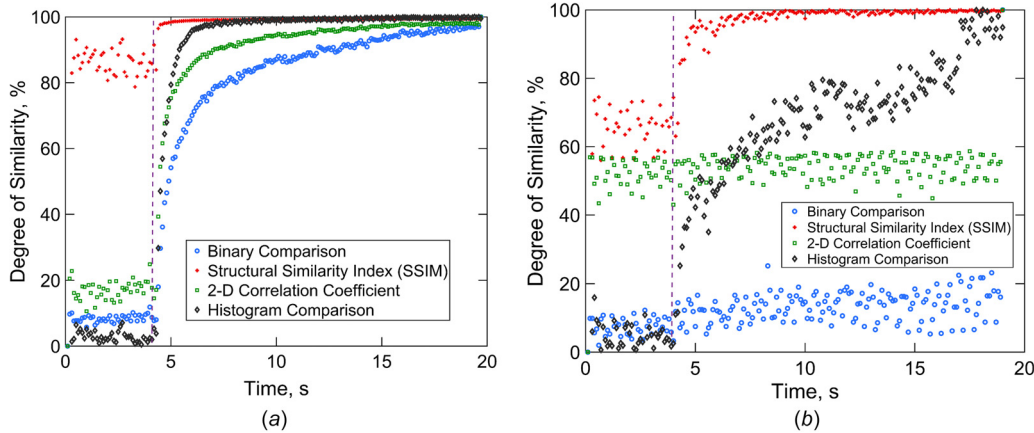 100
80
60
40
20
0
Degree of Similarity, %
Binary Comparison
Structural Similarity Index (SSIM)
2-D Correlation Coefficient
Histogram Comparison
0 5 10 15 20
Time, s
(a)
100
80
60
40
20
0
Degree of Similarity, %
Binary Comparison
Structural Similarity Index (SSIM)
2-D Correlation Coefficient
Histogram Comparison
0 5 10 15 20
Time, s
(b)